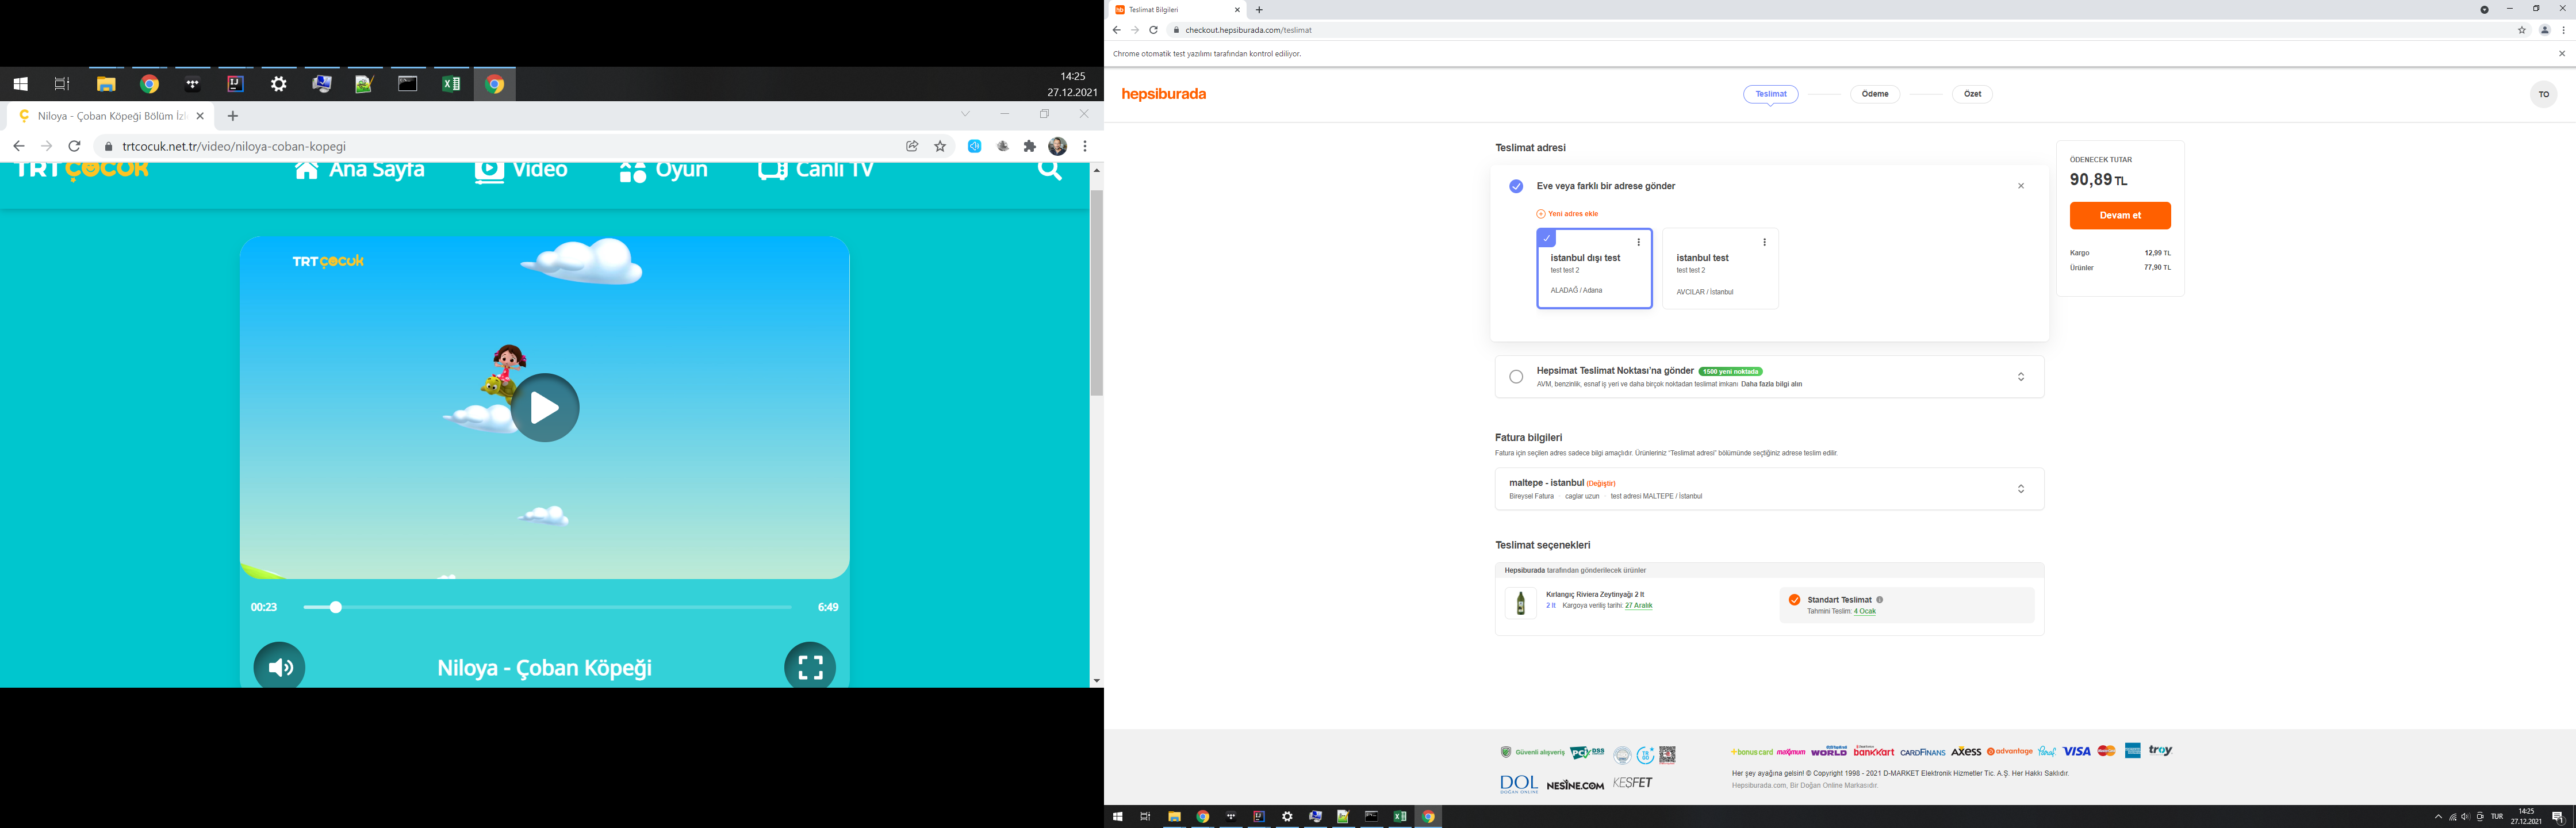 14:25
27.12.2021
Niloya - Çoban Köpeği Bölüm İzl
trtcocuk.net.tr/video/niloya-coban-kopegi
TRT ÇOCUK
Ana Sayfa
Video
Oyun
Canlı TV
TRT çocuk
00:23
6:49
Niloya - Çoban Köpeği
Teslimat Bilgileri
checkout.hepsiburada.com/teslimat
Chrome otomatik test yazılımı tarafından kontrol ediliyor.
hepsiburada
Teslimat
Ödeme
Özet
TO
Teslimat adresi
Eve veya farklı bir adrese gönder
Yeni adres ekle
istanbul dışı test
test test 2
ALADAĞ / Adana
istanbul test
test test 2
AVCILAR / İstanbul
ÖDENECEK TUTAR
90,89 TL
Devam et
Kargo 12,99 TL
Ürünler 77,90 TL
Hepsimat Teslimat Noktası'na gönder 1500 yeni noktada
AVM, benzinlik, esnaf iş yeri ve daha birçok noktadan teslimat imkanı Daha fazla bilgi alın
Fatura bilgileri
Fatura için seçilen adres sadece bilgi amaçlıdır. Ürünleriniz "Teslimat adresi" bölümünde seçtiğiniz adrese teslim edilir.
maltepe - istanbul (Değiştir)
Bireysel Fatura · caglar uzun · test adresi MALTEPE / İstanbul
Teslimat seçenekleri
Hepsiburada tarafından gönderilecek ürünler
Kırlangıç Riviera Zeytinyağı 2 lt
2 lt Kargoya veriliş tarihi: 27 Aralık
Standart Teslimat
Tahmini Teslim: 4 Ocak
Güvenli alışveriş PCI DSS TR GO
+bonus card maximum WORLD bankkart CARDFINANS AXess advantage Paraf VISA troy
DOL
DOĞAN ONLINE
NESİNE.COM
KEŞFET
Her şey ayağına gelsin! © Copyright 1998 - 2021 D-MARKET Elektronik Hizmetler Tic. A.Ş. Her Hakkı Saklıdır.
Hepsiburada.com, Bir Doğan Online Markasıdır.
TUR
14:25
27.12.2021